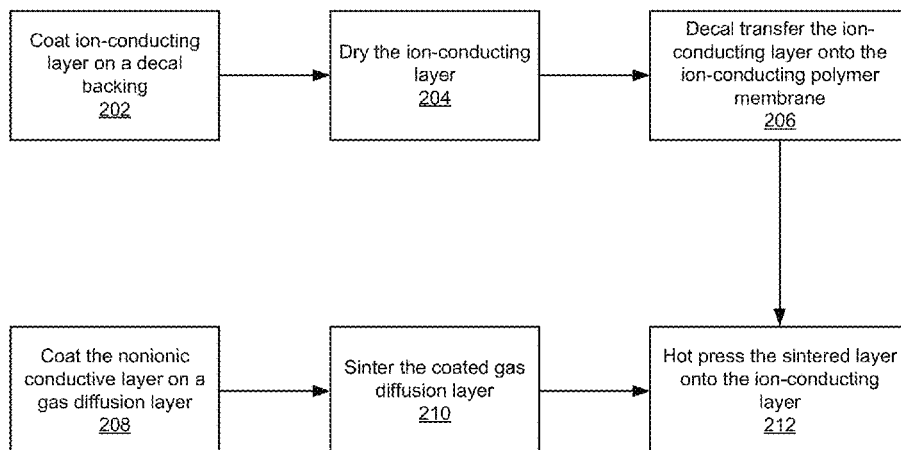 Coat ion-conducting
layer on a decal
backing
202
Dry the ion-conducting
layer
204
Decal transfer the ion-
conducting layer onto the
ion-conducting polymer
membrane
206
Coat the nonionic
conductive layer on a
gas diffusion layer
208
Sinter the coated gas
diffusion layer
210
Hot press the sintered layer
onto the ion-conducting
layer
212